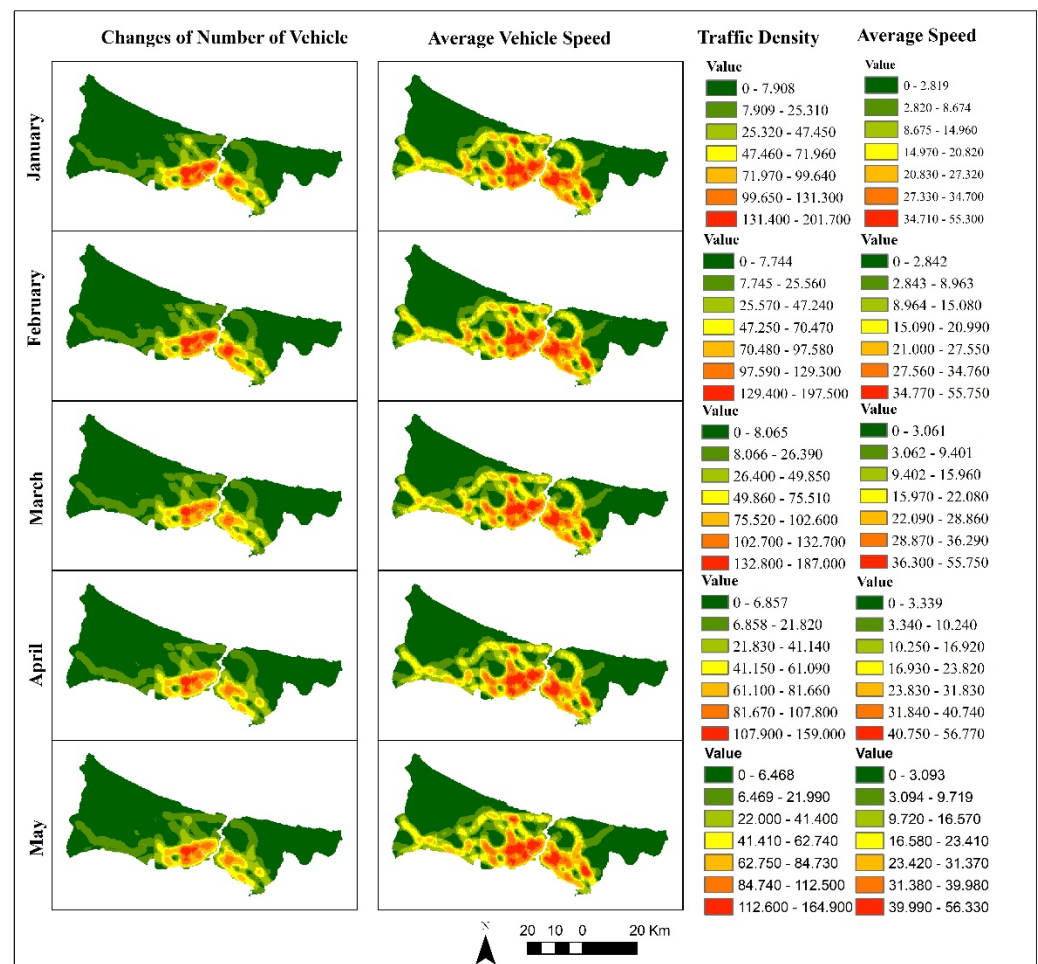 Changes of Number of Vehicle
Average Vehicle Speed
Traffic Density
Average Speed
January
Value
0 - 7.908
7.909 - 25.310
25.320 - 47.450
47.460 - 71.960
71.970 - 99.640
99.650 - 131.300
131.400 - 201.700
Value
0 - 2.819
2.820 - 8.674
8.675 - 14.960
14.970 - 20.820
20.830 - 27.320
27.330 - 34.700
34.710 - 55.300
February
Value
0 - 7.744
7.745 - 25.560
25.570 - 47.240
47.250 - 70.470
70.480 - 97.580
97.590 - 129.300
129.400 - 197.500
Value
0 - 2.842
2.843 - 8.963
8.964 - 15.080
15.090 - 20.990
21.000 - 27.550
27.560 - 34.760
34.770 - 55.750
March
Value
0 - 8.065
8.066 - 26.390
26.400 - 49.850
49.860 - 75.510
75.520 - 102.600
102.700 - 132.700
132.800 - 187.000
Value
0 - 3.061
3.062 - 9.401
9.402 - 15.960
15.970 - 22.080
22.090 - 28.860
28.870 - 36.290
36.300 - 55.750
April
Value
0 - 6.857
6.858 - 21.820
21.830 - 41.140
41.150 - 61.090
61.100 - 81.660
81.670 - 107.800
107.900 - 159.000
Value
0 - 3.339
3.340 - 10.240
10.250 - 16.920
16.930 - 23.820
23.830 - 31.830
31.840 - 40.740
40.750 - 56.770
May
Value
0 - 6.468
6.469 - 21.990
22.000 - 41.400
41.410 - 62.740
62.750 - 84.730
84.740 - 112.500
112.600 - 164.900
Value
0 - 3.093
3.094 - 9.719
9.720 - 16.570
16.580 - 23.410
23.420 - 31.370
31.380 - 39.980
39.990 - 56.330
N
20 10 0 20 Km